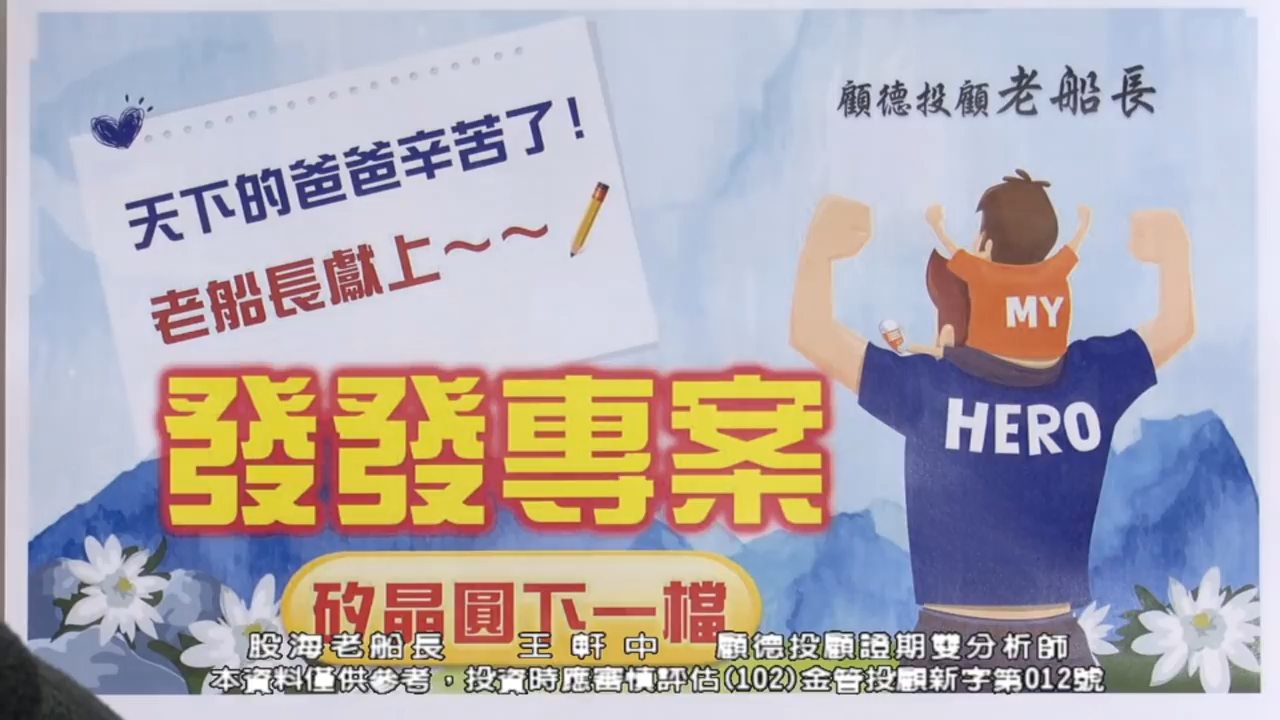 顧德投顧老船長
天下的爸爸辛苦了!
老船長獻上~~
發發專案
MY
HERO
矽晶圓下一檔
股海老船長 王軒中 顧德投顧證期雙分析師
本資料僅供參考，投資時應審慎評估(102)金管投顧新字第012號